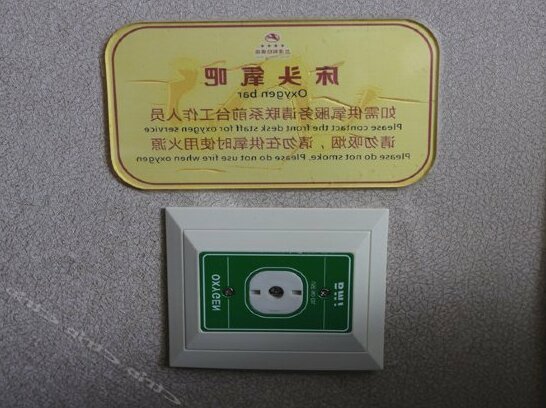 床头氧吧
Oxygen bar
如需供氧服务请联系前台工作人员
Please contact the front desk staff for oxygen service
请勿吸烟，请勿在供氧时使用火源
Please do not smoke. Please do not use fire when oxygen
OXYGEN